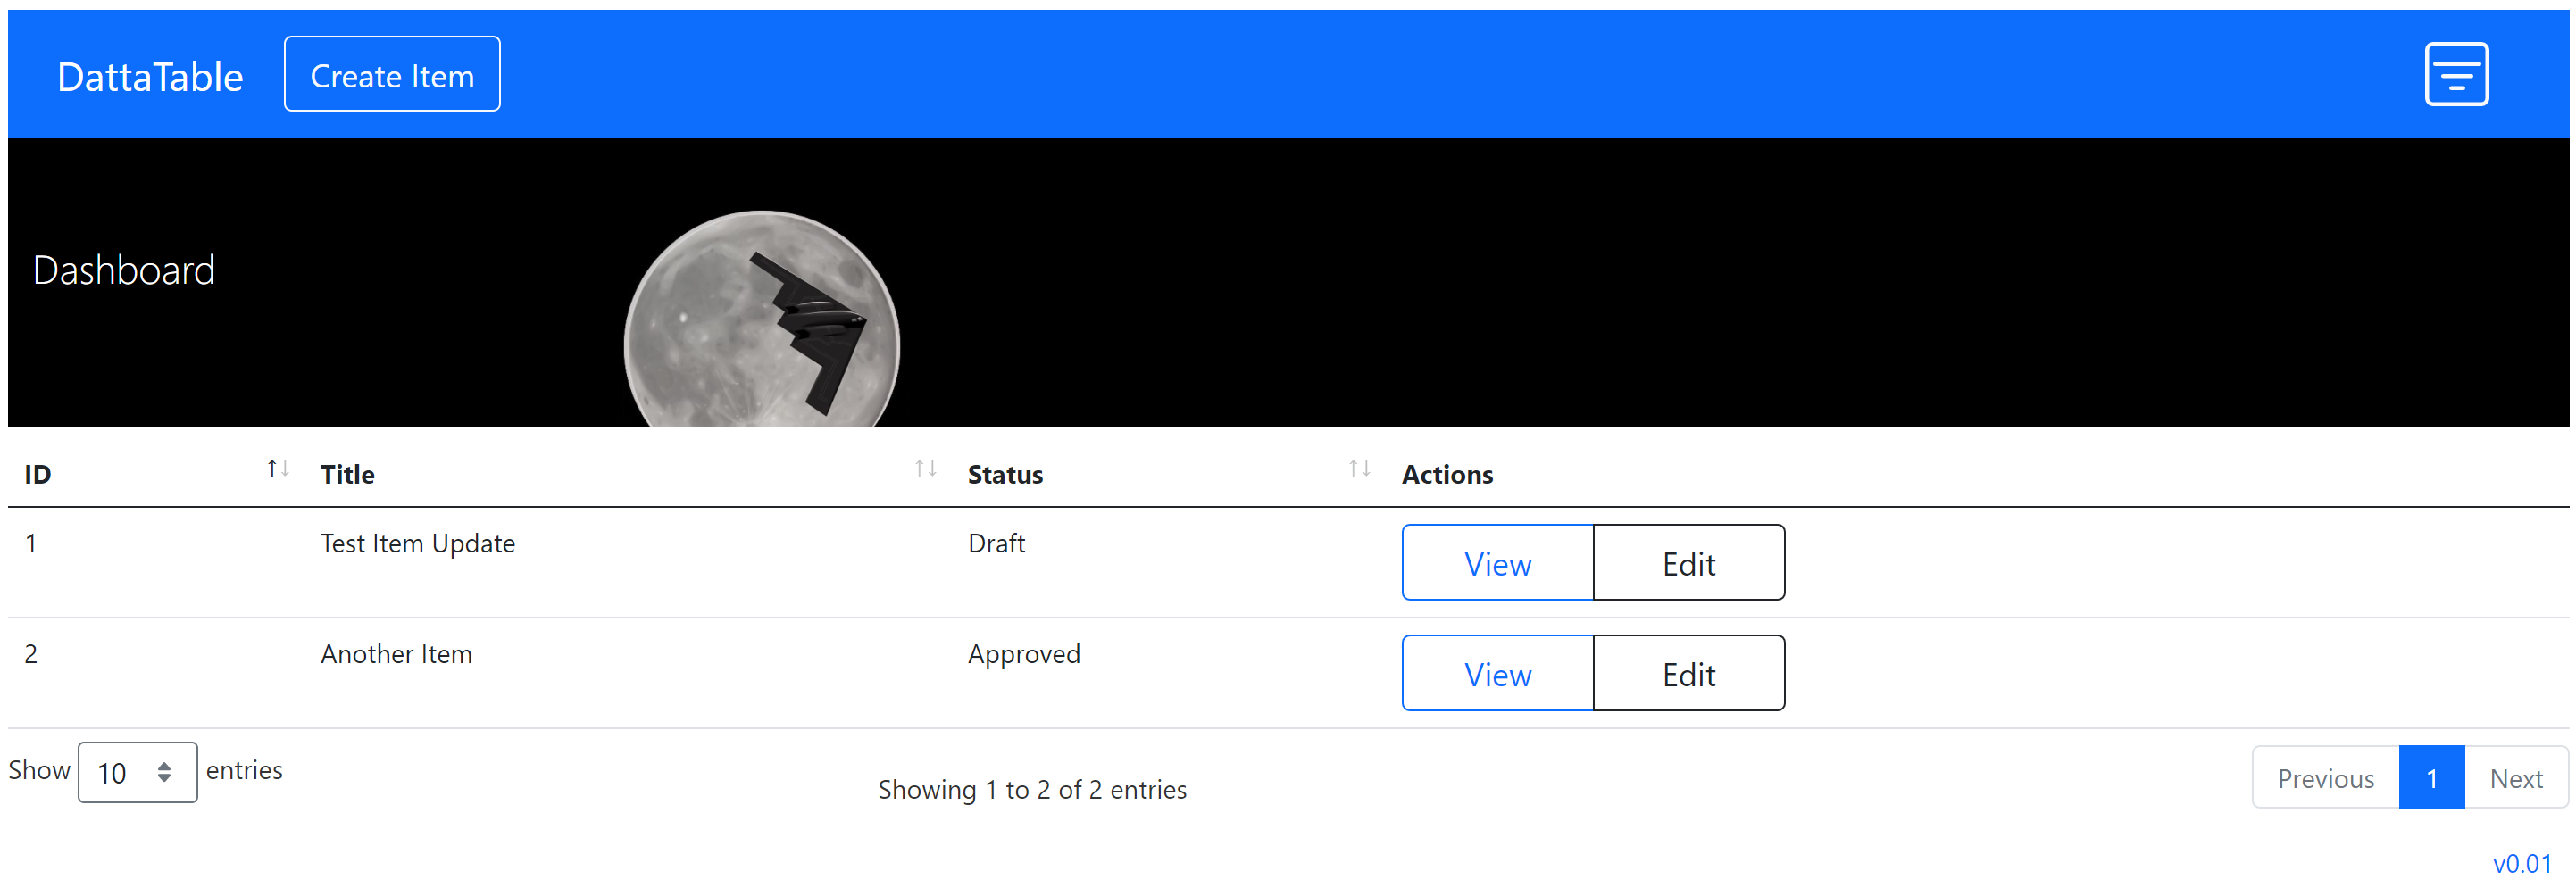 DattaTable Create Item
Dashboard
ID Title Status Actions
1 Test Item Update Draft View Edit
2 Another Item Approved View Edit
Show 10 entries Showing 1 to 2 of 2 entries Previous 1 Next
v0.01